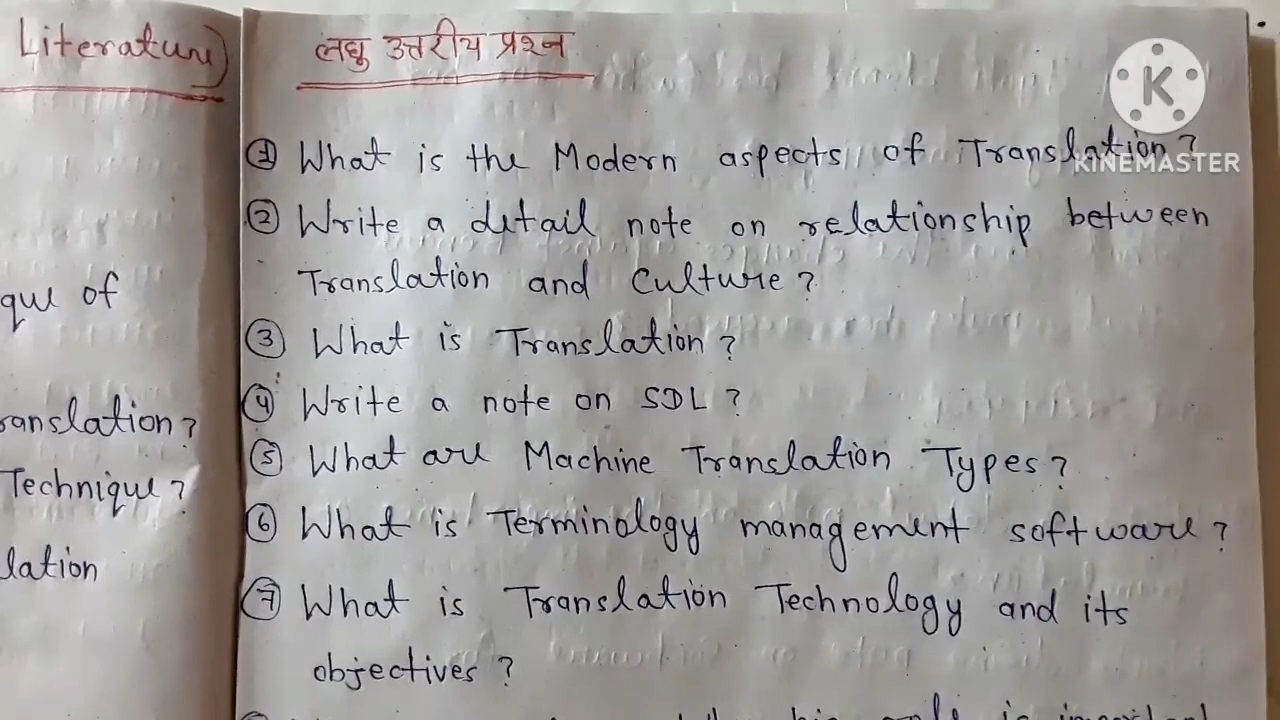 Literature)
que of
ranslation?
Technique?
lation
लघु उत्तरीय प्रश्न
① What is the Modern aspects of Translation?
② Write a detail note on relationship between
Translation and Culture?
③ What is Translation?
④ Write a note on SDL?
⑤ What are Machine Translation Types?
⑥ What is Terminology management software?
⑦ What is Translation Technology and its
objectives?
is important
K
KINEMASTER